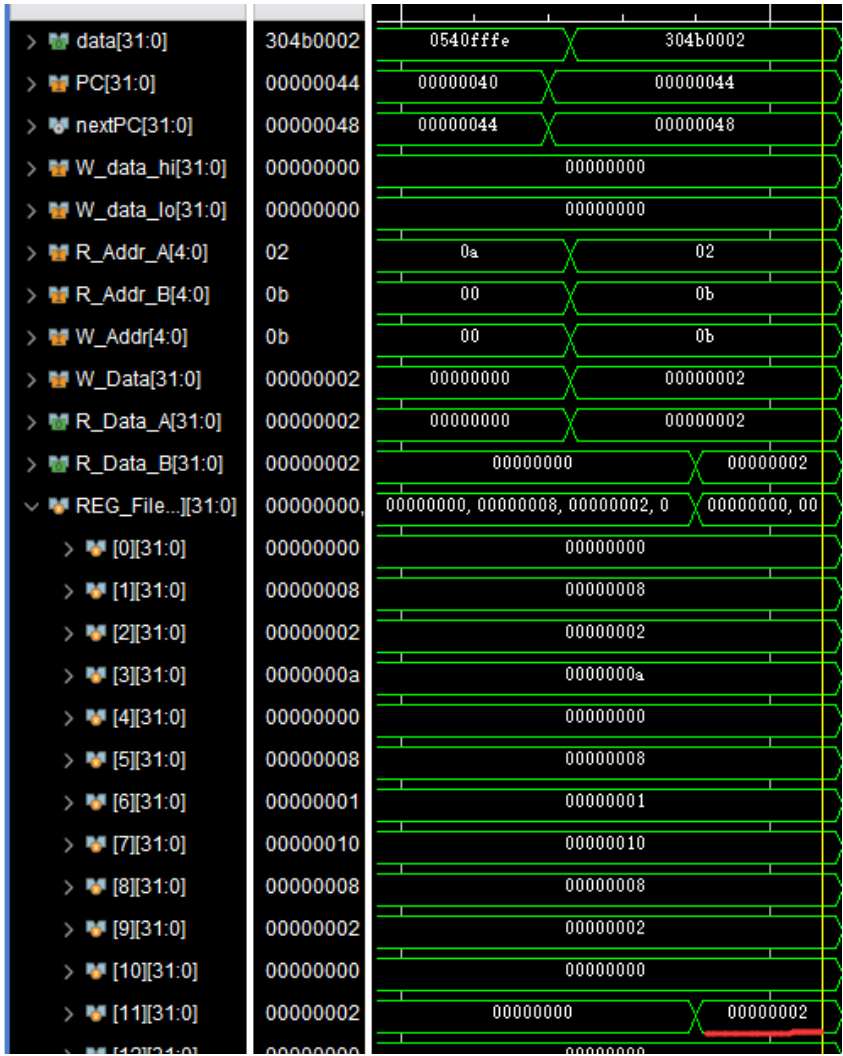 data[31:0] 304b0002 0540fffe 304b0002
PC[31:0] 00000044 00000040 00000044
nextPC[31:0] 00000048 00000044 00000048
W_data_hi[31:0] 00000000 00000000
W_data_lo[31:0] 00000000 00000000
R_Addr_A[4:0] 02 0a 02
R_Addr_B[4:0] 0b 00 0b
W_Addr[4:0] 0b 00 0b
W_Data[31:0] 00000002 00000000 00000002
R_Data_A[31:0] 00000002 00000000 00000002
R_Data_B[31:0] 00000002 00000000 00000002
REG_File...][31:0] 00000000, 00000000,00000008,00000002,0 00000000,00
[0][31:0] 00000000 00000000
[1][31:0] 00000008 00000008
[2][31:0] 00000002 00000002
[3][31:0] 0000000a 0000000a
[4][31:0] 00000000 00000000
[5][31:0] 00000008 00000008
[6][31:0] 00000001 00000001
[7][31:0] 00000010 00000010
[8][31:0] 00000008 00000008
[9][31:0] 00000002 00000002
[10][31:0] 00000000 00000000
[11][31:0] 00000002 00000000 00000002
[12][31:0] 00000000 00000000